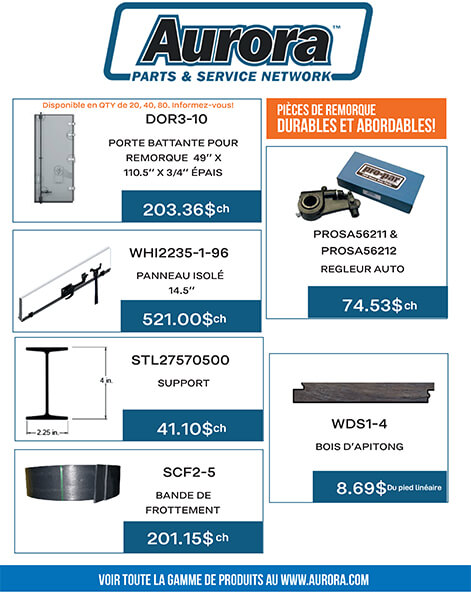 Aurora™
PARTS & SERVICE NETWORK
Disponible en QTY de 20, 40, 80. Informez-vous!
DOR3-10
PORTE BATTANTE POUR
REMORQUE 49″ X
110.5″ X 3/4″ ÉPAIS
203.36$ch
WHI2235-1-96
PANNEAU ISOLÉ
14.5″
521.00$ch
4 in.
2.25 in.
STL27570500
SUPPORT
41.10$ch
SCF2-5
BANDE DE
FROTTEMENT
201.15$ch
PIÈCES DE REMORQUE
DURABLES ET ABORDABLES!
pro-par
PROSA56211 &
PROSA56212
REGLEUR AUTO
74.53$ch
WDS1-4
BOIS D'APITONG
8.69$Du pied linéaire
VOIR TOUTE LA GAMME DE PRODUITS AU WWW.AURORA.COM